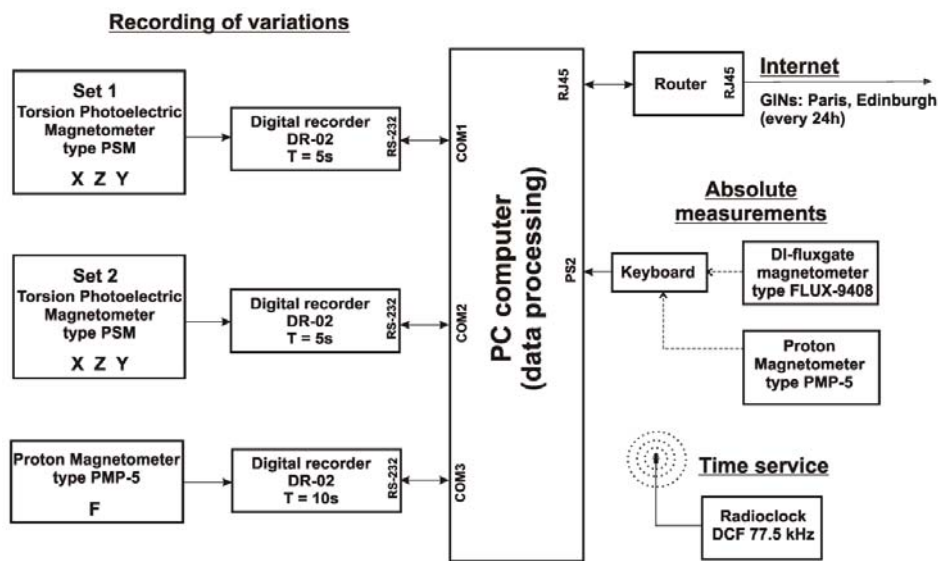 Recording of variations
Set 1
Torsion Photoelectric
Magnetometer
type PSM
X Z Y
Digital recorder
DR-02
T = 5s
RS-232
COM1
Set 2
Torsion Photoelectric
Magnetometer
type PSM
X Z Y
Digital recorder
DR-02
T = 5s
RS-232
COM2
Proton Magnetometer
type PMP-5
F
Digital recorder
DR-02
T = 10s
RS-232
COM3
PC computer
(data processing)
RJ45
Router
RJ45
Internet
GINs: Paris, Edinburgh
(every 24h)
Absolute
measurements
PS2
Keyboard
DI-fluxgate
magnetometer
type FLUX-9408
Proton
Magnetometer
type PMP-5
Time service
Radioclock
DCF 77.5 kHz